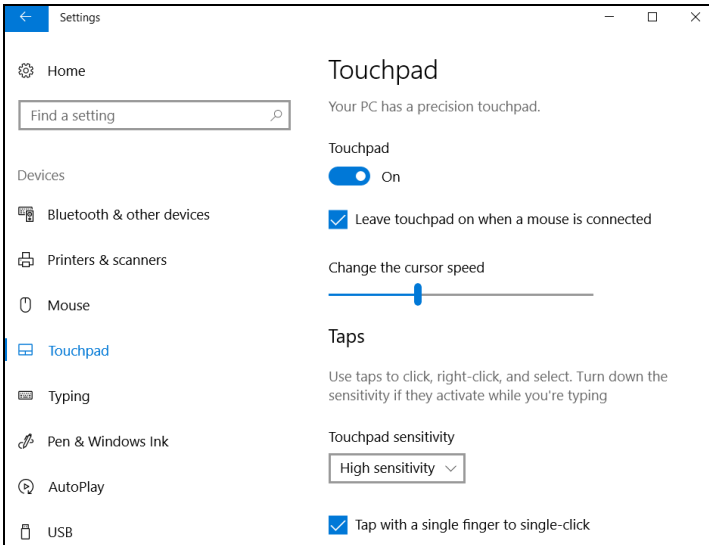 Settings
Home
Find a setting
Devices
Bluetooth & other devices
Printers & scanners
Mouse
Touchpad
Typing
Pen & Windows Ink
AutoPlay
USB
Touchpad
Your PC has a precision touchpad.
Touchpad
On
Leave touchpad on when a mouse is connected
Change the cursor speed
Taps
Use taps to click, right-click, and select. Turn down the
sensitivity if they activate while you're typing
Touchpad sensitivity
High sensitivity
Tap with a single finger to single-click